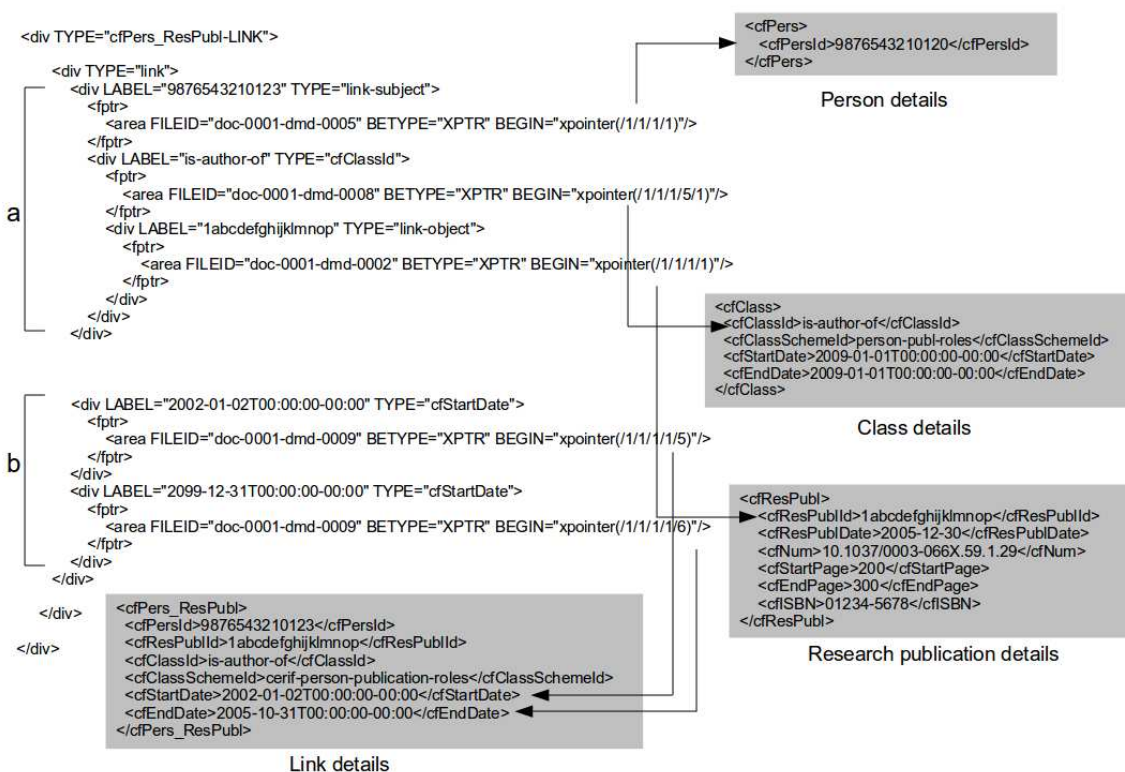 <div TYPE="cfPers_ResPubl-LINK">
<div TYPE="link">
a
<div LABEL="9876543210123" TYPE="link-subject">
<fptr>
<area FILEID="doc-0001-dmd-0005" BETYPE="XPTR" BEGIN="xpointer(/1/1/1/1)"/>
</fptr>
<div LABEL="is-author-of" TYPE="cfClassId">
<fptr>
<area FILEID="doc-0001-dmd-0008" BETYPE="XPTR" BEGIN="xpointer(/1/1/1/5/1)"/>
</fptr>
<div LABEL="1abcdefghijklmnop" TYPE="link-object">
<fptr>
<area FILEID="doc-0001-dmd-0002" BETYPE="XPTR" BEGIN="xpointer(/1/1/1/1)"/>
</fptr>
</div>
</div>
</div>
b
<div LABEL="2002-01-02T00:00:00-00:00" TYPE="cfStartDate">
<fptr>
<area FILEID="doc-0001-dmd-0009" BETYPE="XPTR" BEGIN="xpointer(/1/1/1/1/5)"/>
</fptr>
</div>
<div LABEL="2099-12-31T00:00:00-00:00" TYPE="cfStartDate">
<fptr>
<area FILEID="doc-0001-dmd-0009" BETYPE="XPTR" BEGIN="xpointer(/1/1/1/1/6)"/>
</fptr>
</div>
</div>
</div>
</div>
<cfPers>
<cfPersId>9876543210120</cfPersId>
</cfPers>
Person details
<cfClass>
<cfClassId>is-author-of</cfClassId>
<cfClassSchemeId>person-publ-roles</cfClassSchemeId>
<cfStartDate>2009-01-01T00:00:00-00:00</cfStartDate>
<cfEndDate>2009-01-01T00:00:00-00:00</cfEndDate>
</cfClass>
Class details
<cfResPubl>
<cfResPublId>1abcdefghijklmnop</cfResPublId>
<cfResPublDate>2005-12-30</cfResPublDate>
<cfNum>10.1037/0003-066X.59.1.29</cfNum>
<cfStartPage>200</cfStartPage>
<cfEndPage>300</cfEndPage>
<cfISBN>01234-5678</cfISBN>
</cfResPubl>
Research publication details
<cfPers_ResPubl>
<cfPersId>9876543210123</cfPersId>
<cfResPublId>1abcdefghijklmnop</cfResPublId>
<cfClassId>is-author-of</cfClassId>
<cfClassSchemeId>cerif-person-publication-roles</cfClassSchemeId>
<cfStartDate>2002-01-02T00:00:00-00:00</cfStartDate>
<cfEndDate>2005-10-31T00:00:00-00:00</cfEndDate>
</cfPers_ResPubl>
Link details